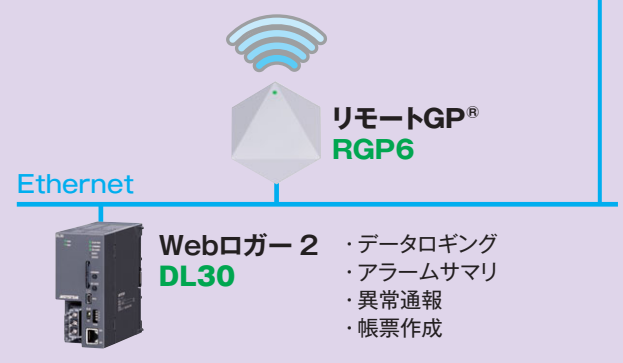 リモートGP®
RGP6
Ethernet
Webロガー 2
DL30
・データロギング
・アラームサマリ
・異常通報
・帳票作成